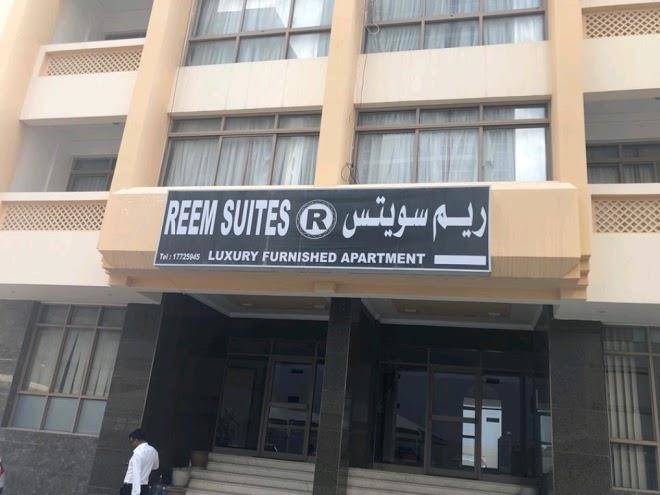 REEM SUITES R ريم سويتس
Tel : 17725945 LUXURY FURNISHED APARTMENT